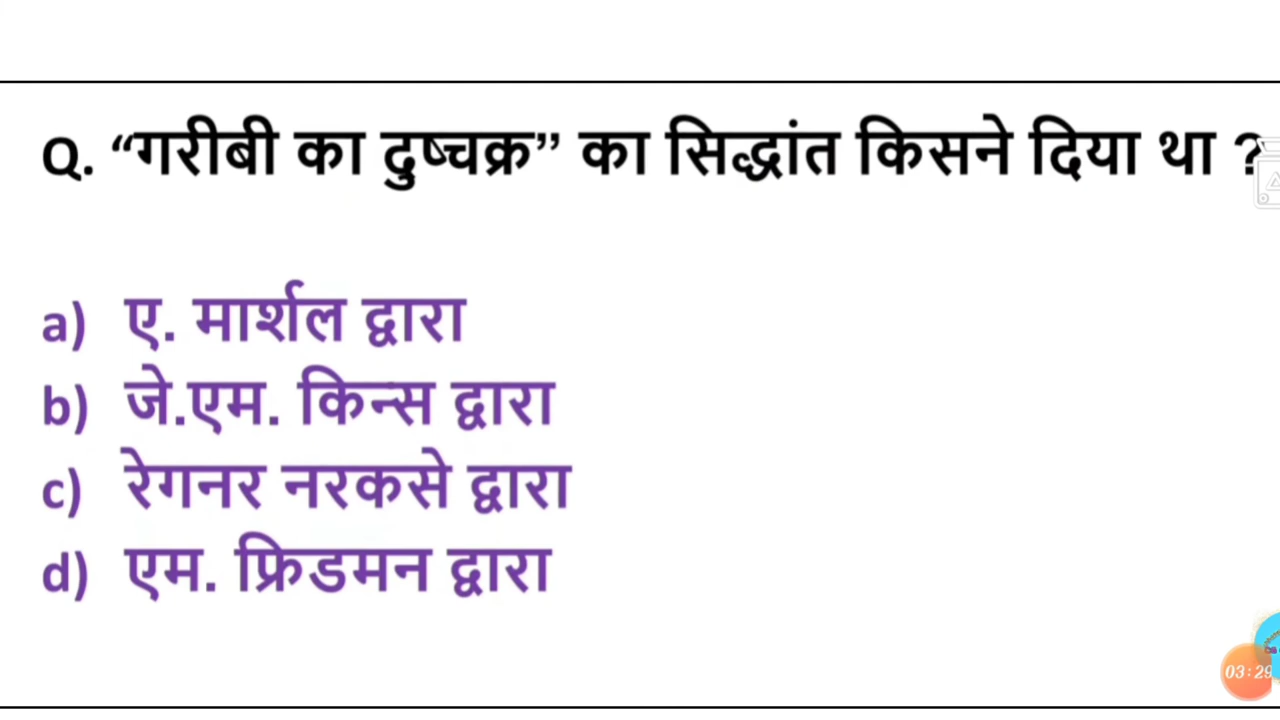 Q. “गरीबी का दुष्चक्र” का सिद्धांत किसने दिया था ?
a) ए. मार्शल द्वारा
b) जे.एम. किन्स द्वारा
c) रेगनर नरकसे द्वारा
d) एम. फ्रिडमन द्वारा
03:29